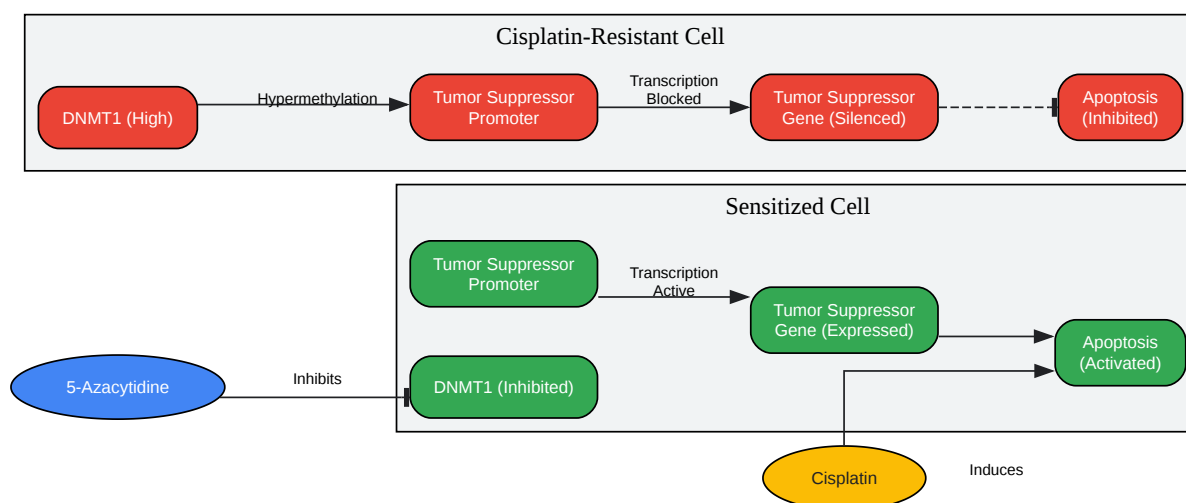 Cisplatin-Resistant Cell
DNMT1 (High)
Hypermethylation
Tumor Suppressor
Promoter
Transcription
Blocked
Tumor Suppressor
Gene (Silenced)
Apoptosis
(Inhibited)
Sensitized Cell
Tumor Suppressor
Promoter
Transcription
Active
Tumor Suppressor
Gene (Expressed)
Apoptosis
(Activated)
5-Azacytidine
Inhibits
DNMT1 (Inhibited)
Cisplatin
Induces